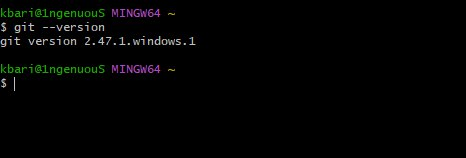 kbari@1ngenuouS MINGW64 ~
$ git --version
git version 2.47.1.windows.1
kbari@1ngenuouS MINGW64 ~
$